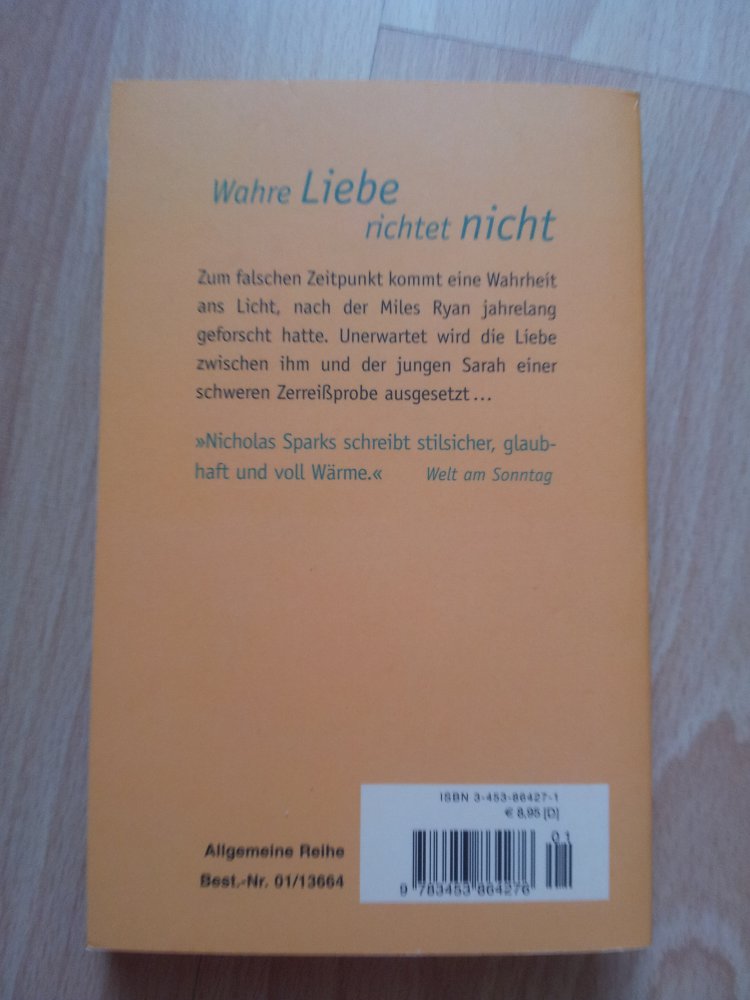 Wahre Liebe
richtet nicht
Zum falschen Zeitpunkt kommt eine Wahrheit
ans Licht, nach der Miles Ryan jahrelang
geforscht hatte. Unerwartet wird die Liebe
zwischen ihm und der jungen Sarah einer
schweren Zerreißprobe ausgesetzt ...
»Nicholas Sparks schreibt stilsicher, glaub-
haft und voll Wärme.« Welt am Sonntag
ISBN 3-453-86427-1
€ 8,95 [D]
01
9 783453 864276
Allgemeine Reihe
Best.-Nr. 01/13664